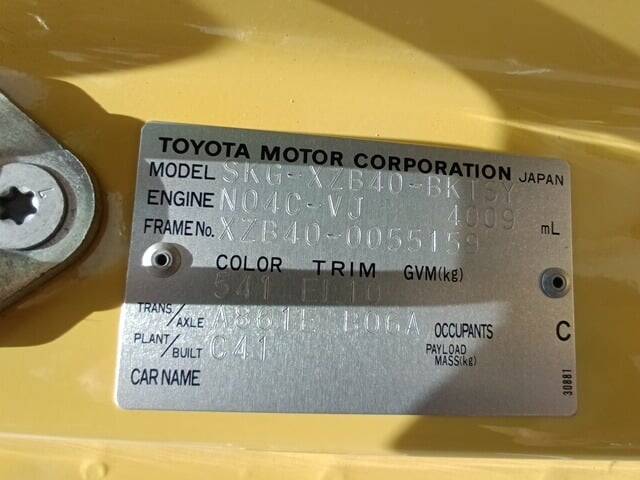 TOYOTA MOTOR CORPORATION JAPAN
MODEL SKG-XZB40-BKTSY
ENGINE N04C-VJ 4009 mL
FRAME No. XZB40-0055159
COLOR TRIM GVM(kg)
541
TRANS/AXLE A861E B06A OCCUPANTS C
PLANT/BUILT C41 PAYLOAD MASS(kg)
CAR NAME
30881